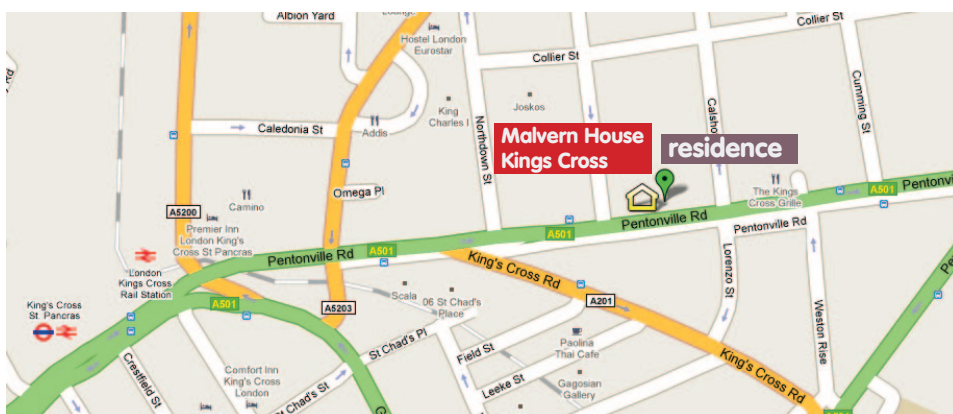 Albion Yard
Lounge
Hostel London
Eurostar
Collier St
Collier St
Rd
Caledonia St
Addis
King
Charles I
Joskos
Northdown St
Calsho
Cumming St
Malvern House
Kings Cross
residence
Omega Pl
Camino
A5200
Premier Inn
London King's
Cross St Pancras
The Kings
Cross Grille
A501
Pentonville
Pentonville Rd
Pentonville Rd
A501
A501
Pentonville Rd
London
Kings Cross
Rail Station
King's Cross Rd
Lorenzo St
King's Cross
St Pancras
A501
A5203
Scala
06 St Chad's
Place
A201
Weston Rise
Pe
St Chad's Pl
Field St
Paolina
Thai Cafe
King's Cross Rd
Crestfield St
Comfort Inn
King's Cross
London
St Chad's St
Leeke St
Gagosian
Gallery
G